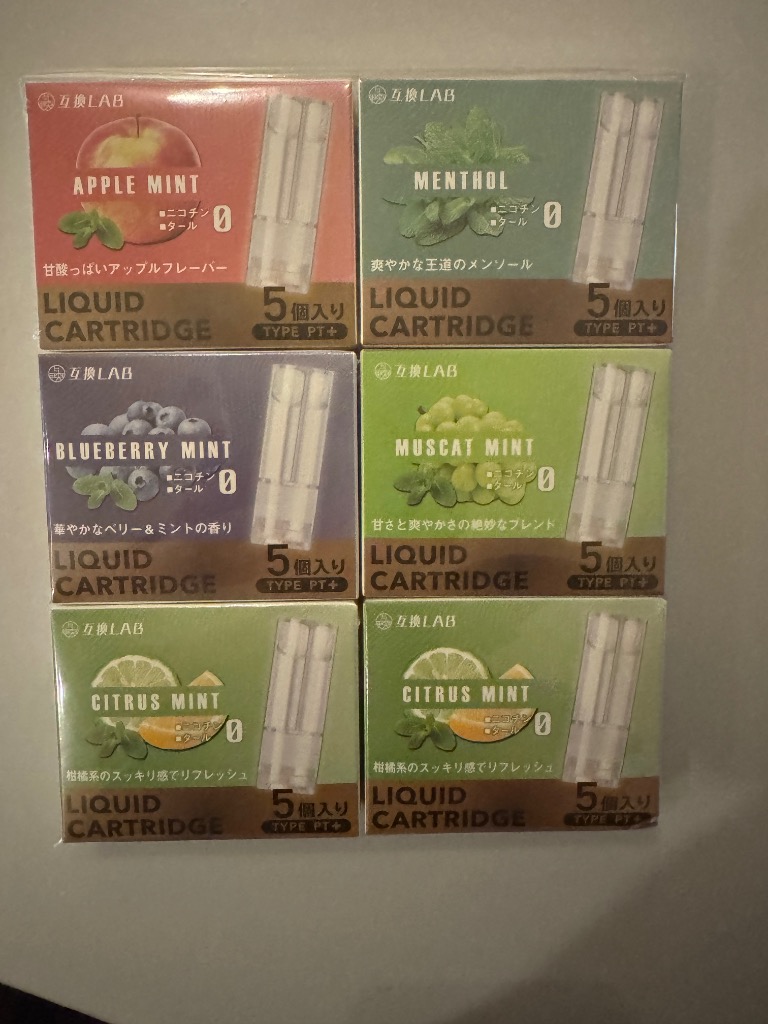 互換LAB
APPLE MINT
■ニコチン
■タール
0
甘酸っぱいアップルフレーバー
LIQUID
CARTRIDGE
5個入り
TYPE PT+
互換LAB
MENTHOL
■ニコチン
■タール
0
爽やかな王道のメンソール
LIQUID
CARTRIDGE
5個入り
TYPE PT+
互換LAB
BLUEBERRY MINT
■ニコチン
■タール
0
華やかなベリー&ミントの香り
LIQUID
CARTRIDGE
5個入り
TYPE PT+
互換LAB
MUSCAT MINT
■ニコチン
■タール
0
甘さと爽やかさの絶妙なブレンド
LIQUID
CARTRIDGE
5個入り
TYPE PT+
互換LAB
CITRUS MINT
■ニコチン
■タール
0
柑橘系のスッキリ感でリフレッシュ
LIQUID
CARTRIDGE
5個入り
TYPE PT+
互換LAB
CITRUS MINT
■ニコチン
■タール
0
柑橘系のスッキリ感でリフレッシュ
LIQUID
CARTRIDGE
5個入り
TYPE PT+